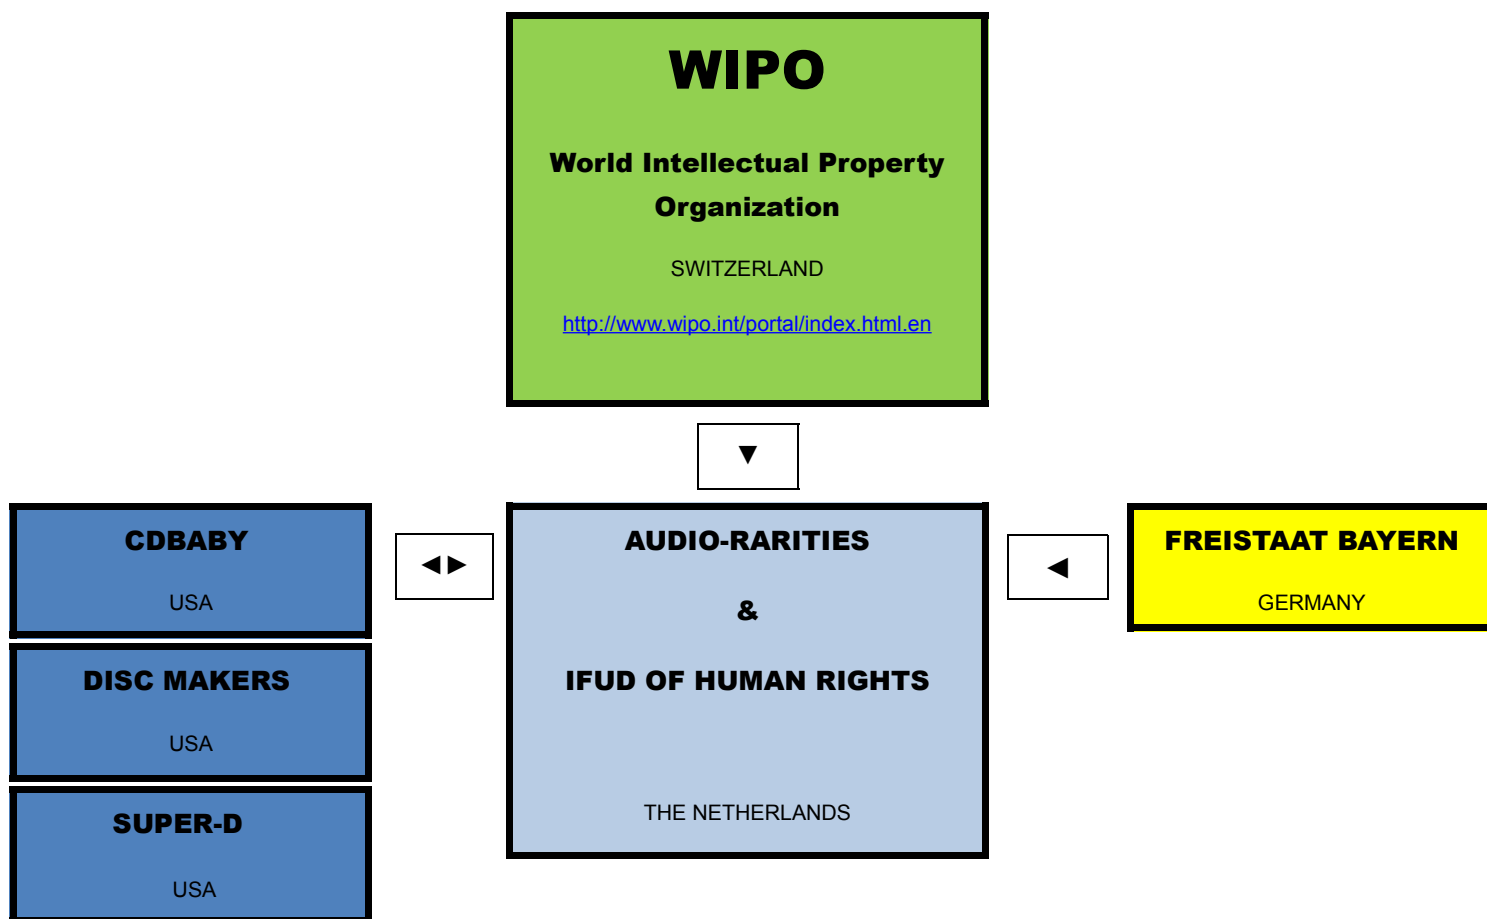 WIPO
World Intellectual Property
Organization
SWITZERLAND
http://www.wipo.int/portal/index.html.en
▼
CDBABY
USA
◄►
AUDIO-RARITIES
&
IFUD OF HUMAN RIGHTS
THE NETHERLANDS
◄
FREISTAAT BAYERN
GERMANY
DISC MAKERS
USA
SUPER-D
USA